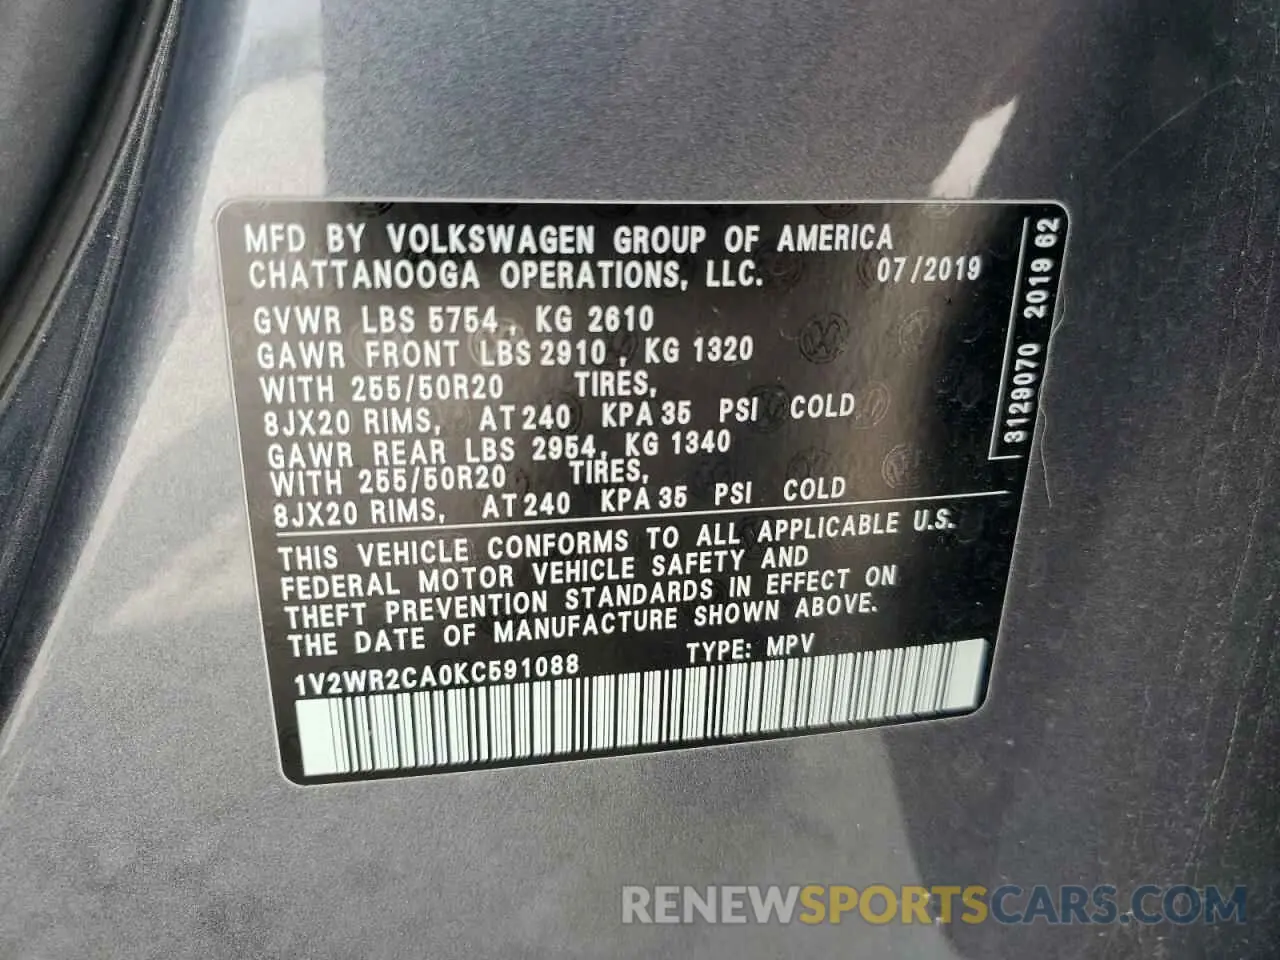 MFD BY VOLKSWAGEN GROUP OF AMERICA
CHATTANOOGA OPERATIONS, LLC. 07/2019
GVWR LBS 5754 , KG 2610
GAWR FRONT LBS 2910 , KG 1320
WITH 255/50R20 TIRES,
8JX20 RIMS, AT 240 KPA 35 PSI COLD
GAWR REAR LBS 2954, KG 1340
WITH 255/50R20 TIRES,
8JX20 RIMS, AT 240 KPA 35 PSI COLD
THIS VEHICLE CONFORMS TO ALL APPLICABLE U.S.
FEDERAL MOTOR VEHICLE SAFETY AND
THEFT PREVENTION STANDARDS IN EFFECT ON
THE DATE OF MANUFACTURE SHOWN ABOVE.
1V2WR2CA0KC591088 TYPE: MPV
3129070 2019 62
RENEWSPORTSCARS.COM